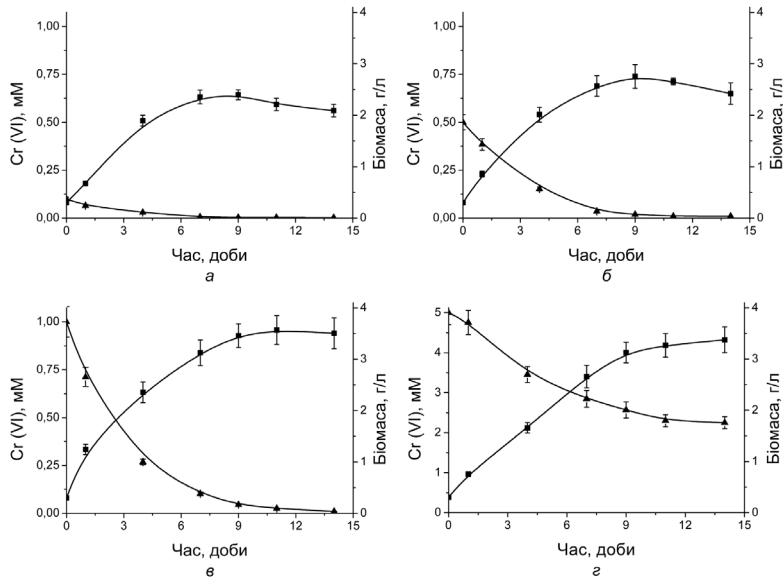 1,00
0,75
0,50
0,25
0,00
Cr (VI), мМ
4
3
2
1
0
Біомаса, г/л
0 3 6 9 12 15
Час, доби
а
1,00
0,75
0,50
0,25
0,00
Cr (VI), мМ
4
3
2
1
0
Біомаса, г/л
0 3 6 9 12 15
Час, доби
б
1,00
0,75
0,50
0,25
0,00
Cr (VI), мМ
4
3
2
1
0
Біомаса, г/л
0 3 6 9 12 15
Час, доби
в
5
4
3
2
1
0
Cr (VI), мМ
4
3
2
1
0
Біомаса, г/л
0 3 6 9 12 15
Час, доби
г